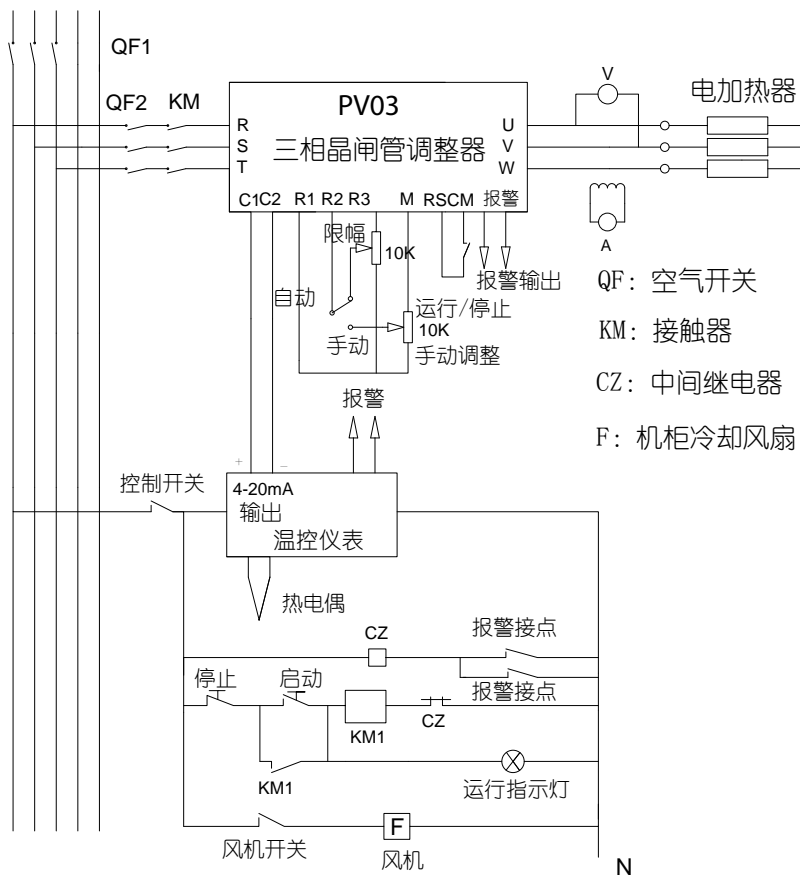 QF1
V
电加热器
QF2
KM
PV03
三相晶闸管调整器
R
S
T
U
V
W
C1
C2
R1
R2
R3
M
RSCM
报警
限幅
10K
报警输出
A
自动
运行/停止
10K
手动
手动调整
QF：空气开关
KM：接触器
CZ：中间继电器
F：机柜冷却风扇
报警
+
−
控制开关
4-20mA
输出
温控仪表
热电偶
CZ
报警接点
停止
启动
报警接点
KM1
CZ
KM1
运行指示灯
风机开关
F
风机
N